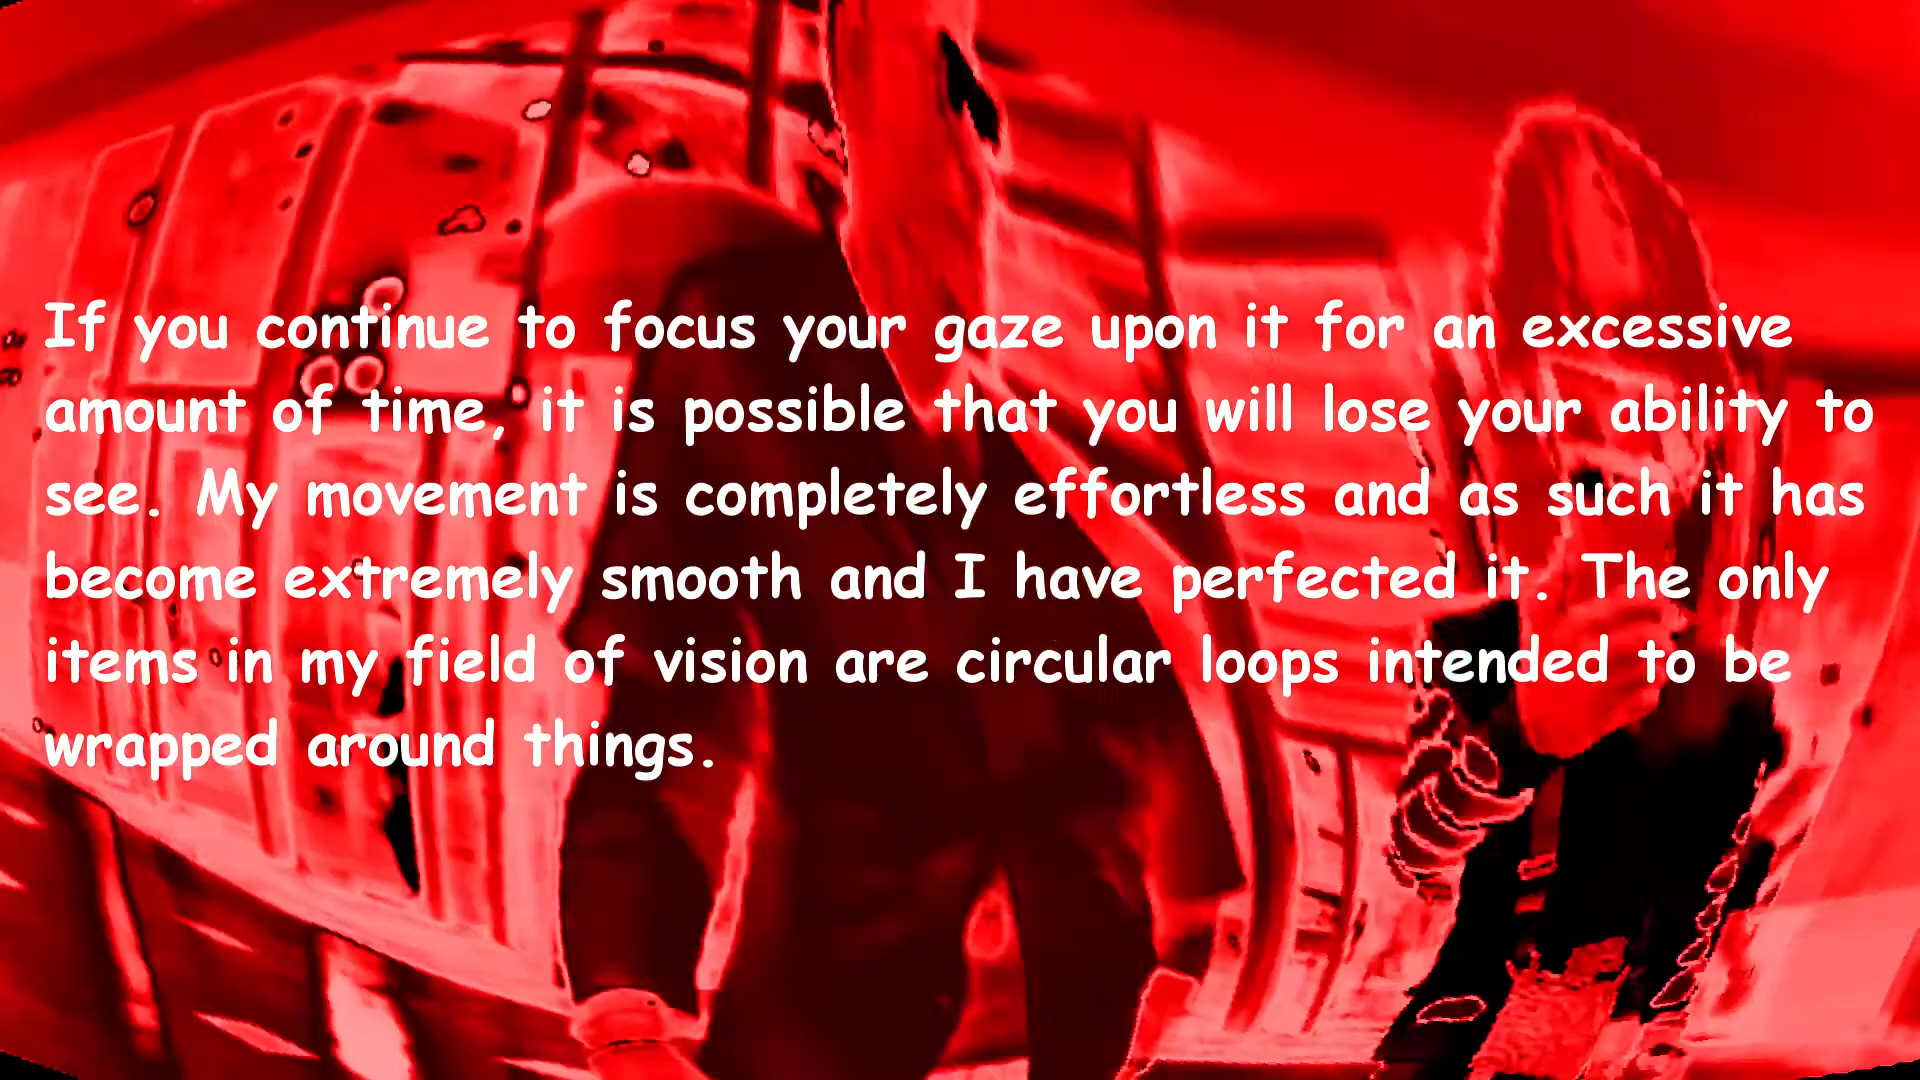 If you continue to focus your gaze upon it for an excessive
amount of time, it is possible that you will lose your ability to
see. My movement is completely effortless and as such it has
become extremely smooth and I have perfected it. The only
items in my field of vision are circular loops intended to be
wrapped around things.